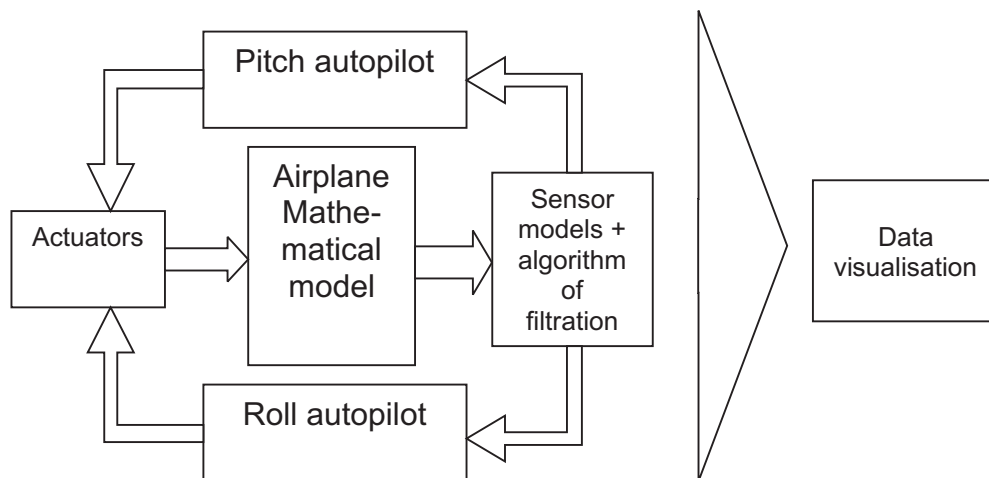 Pitch autopilot
Airplane
Mathe-
matical
model
Actuators
Sensor
models +
algorithm
of
filtration
Data
visualisation
Roll autopilot